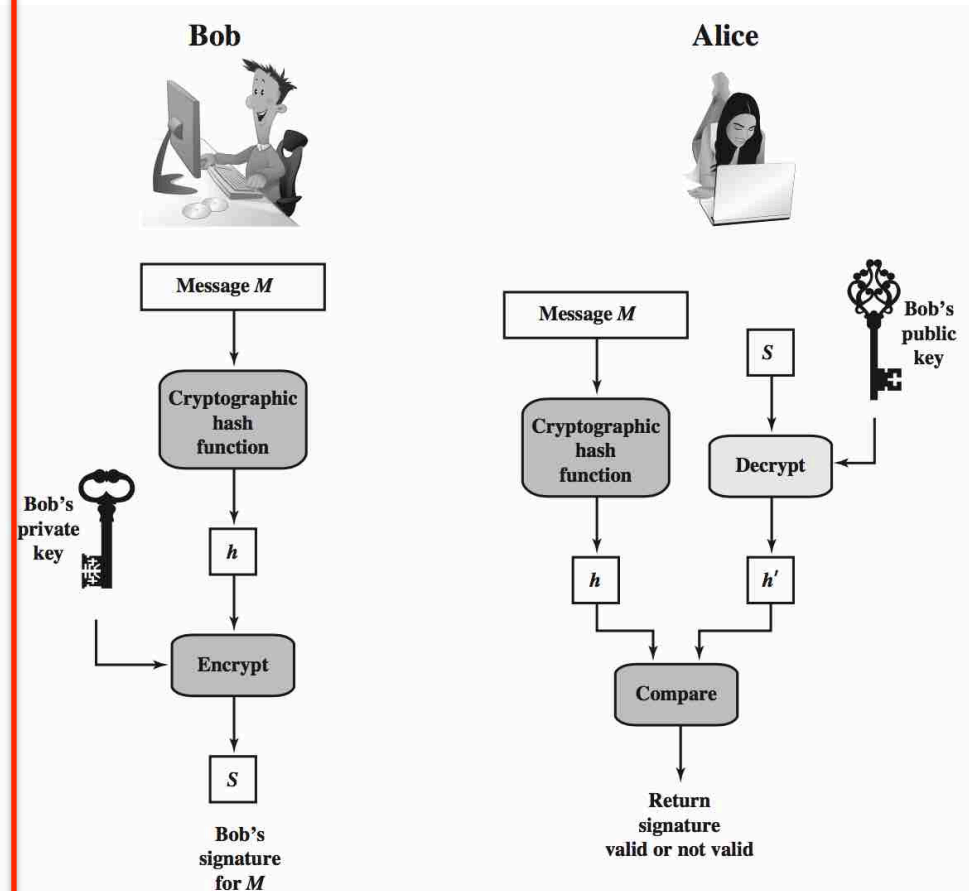 Bob
Message M
Cryptographic
hash
function
Bob's
private
key
h
Encrypt
S
Bob's
signature
for M
Alice
Message M
S
Bob's
public
key
Cryptographic
hash
function
Decrypt
h
h′
Compare
Return
signature
valid or not valid